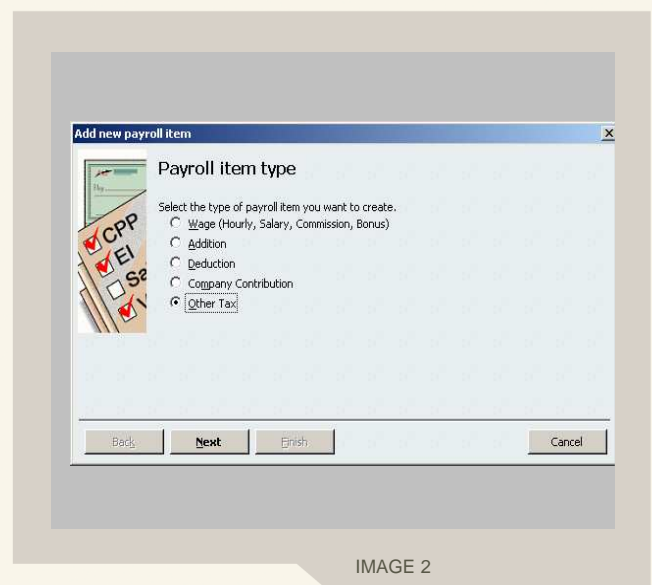 Add new payroll item
Payroll item type
Select the type of payroll item you want to create.
Wage (Hourly, Salary, Commission, Bonus)
Addition
Deduction
Company Contribution
Other Tax
CPP
EI
Sa
V
Back
Next
Finish
Cancel
IMAGE 2